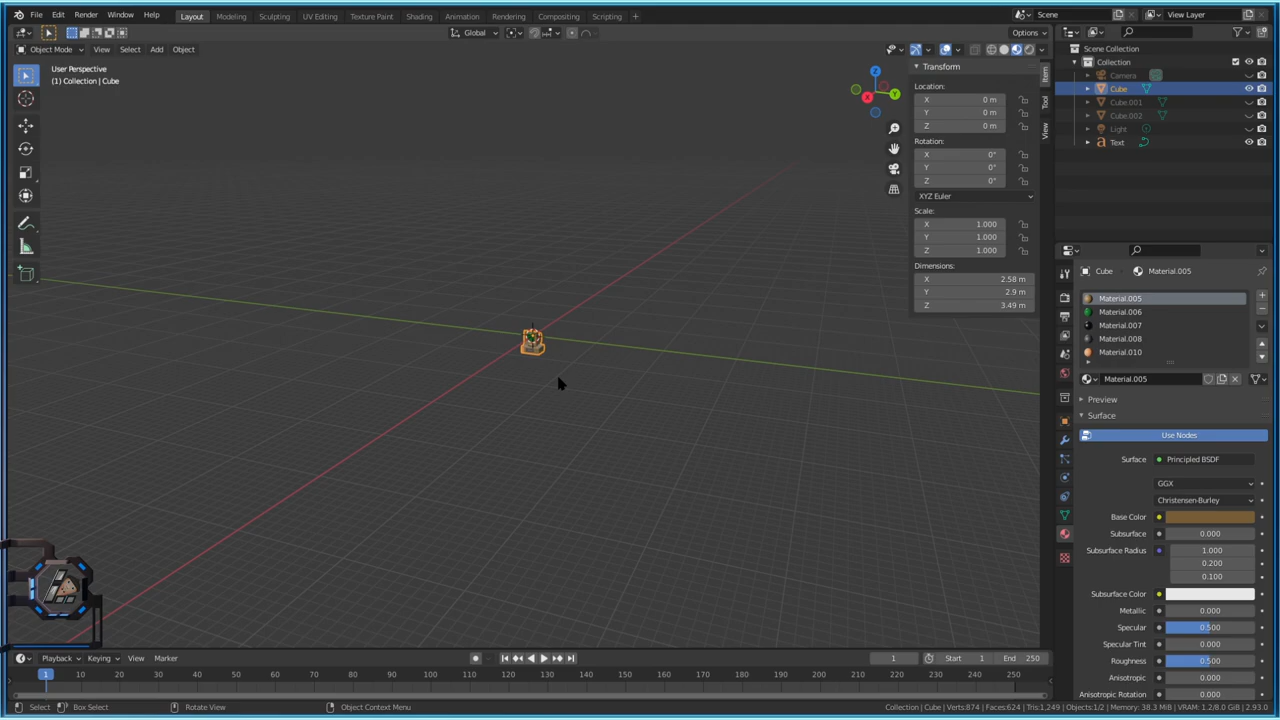 File Edit Render Window Help Layout Modeling Sculpting UV Editing Texture Paint Shading Animation Rendering Compositing Scripting + Scene View Layer
Global Options
Object Mode View Select Add Object
User Perspective
(1) Collection | Cube
Z
Y
X
Transform
Location:
X 0 m
Y 0 m
Z 0 m
Rotation:
X 0°
Y 0°
Z 0°
XYZ Euler
Scale:
X 1.000
Y 1.000
Z 1.000
Dimensions:
X 2.58 m
Y 2.9 m
Z 3.49 m
Item
Tool
View
Scene Collection
Collection
Camera
Cube
Cube.001
Cube.002
Light
Text
Cube Material.005
Material.005
Material.006
Material.007
Material.008
Material.010
Material.005
Preview
Surface
Use Nodes
Surface Principled BSDF
GGX
Christensen-Burley
Base Color
Subsurface 0.000
Subsurface Radius 1.000
0.200
0.100
Subsurface Color
Metallic 0.000
Specular 0.500
Specular Tint 0.000
Roughness 0.500
Anisotropic 0.000
Anisotropic Rotation 0.000
Playback Keying View Marker 1 Start 1 End 250
1 10 20 30 40 50 60 70 80 90 100 110 120 130 140 150 160 170 180 190 200 210 220 230 240 250
Select Box Select Rotate View Object Context Menu Collection | Cube | Verts:874 | Faces:624 | Tris:1,249 | Objects:1/2 | Memory: 38.3 MiB | VRAM: 1.2/8.0 GiB | 2.93.0